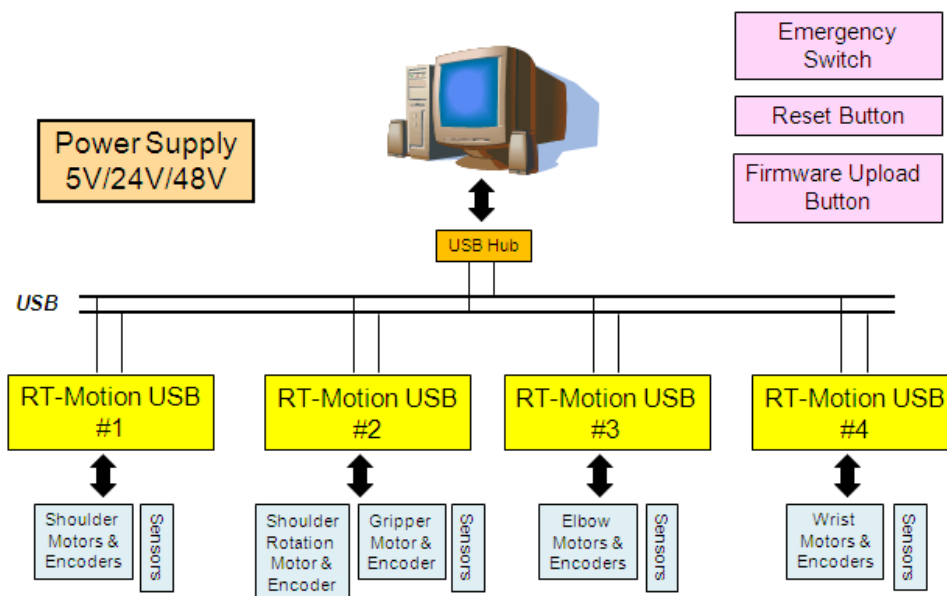 Emergency
Switch
Reset Button
Firmware Upload
Button
Power Supply
5V/24V/48V
USB Hub
USB
RT-Motion USB
#1
RT-Motion USB
#2
RT-Motion USB
#3
RT-Motion USB
#4
Shoulder
Motors &
Encoders
Sensors
Shoulder
Rotation
Motor &
Encoder
Gripper
Motor &
Encoder
Sensors
Elbow
Motors &
Encoders
Sensors
Wrist
Motors &
Encoders
Sensors